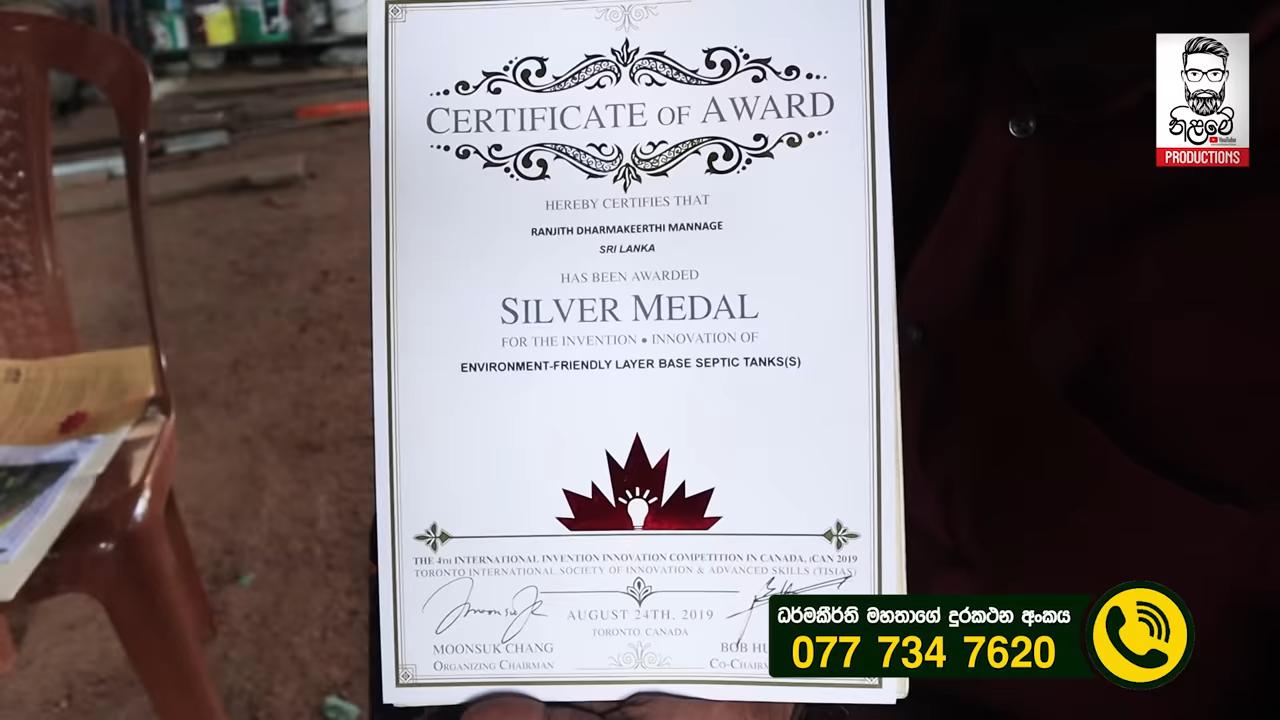 CERTIFICATE OF AWARD
HEREBY CERTIFIES THAT
RANJITH DHARMAKEERTHI MANNAGE
SRI LANKA
HAS BEEN AWARDED
SILVER MEDAL
FOR THE INVENTION • INNOVATION OF
ENVIRONMENT-FRIENDLY LAYER BASE SEPTIC TANKS(S)
THE 4TH INTERNATIONAL INVENTION INNOVATION COMPETITION IN CANADA, iCAN 2019
TORONTO INTERNATIONAL SOCIETY OF INNOVATION & ADVANCED SKILLS (TISIAS)
AUGUST 24TH, 2019
TORONTO, CANADA
MOONSUK CHANG
ORGANIZING CHAIRMAN
BOB
නිලමේ
YouTube
PRODUCTIONS
ධර්මකීර්ති මහතාගේ දුරකථන අංකය
077 734 7620